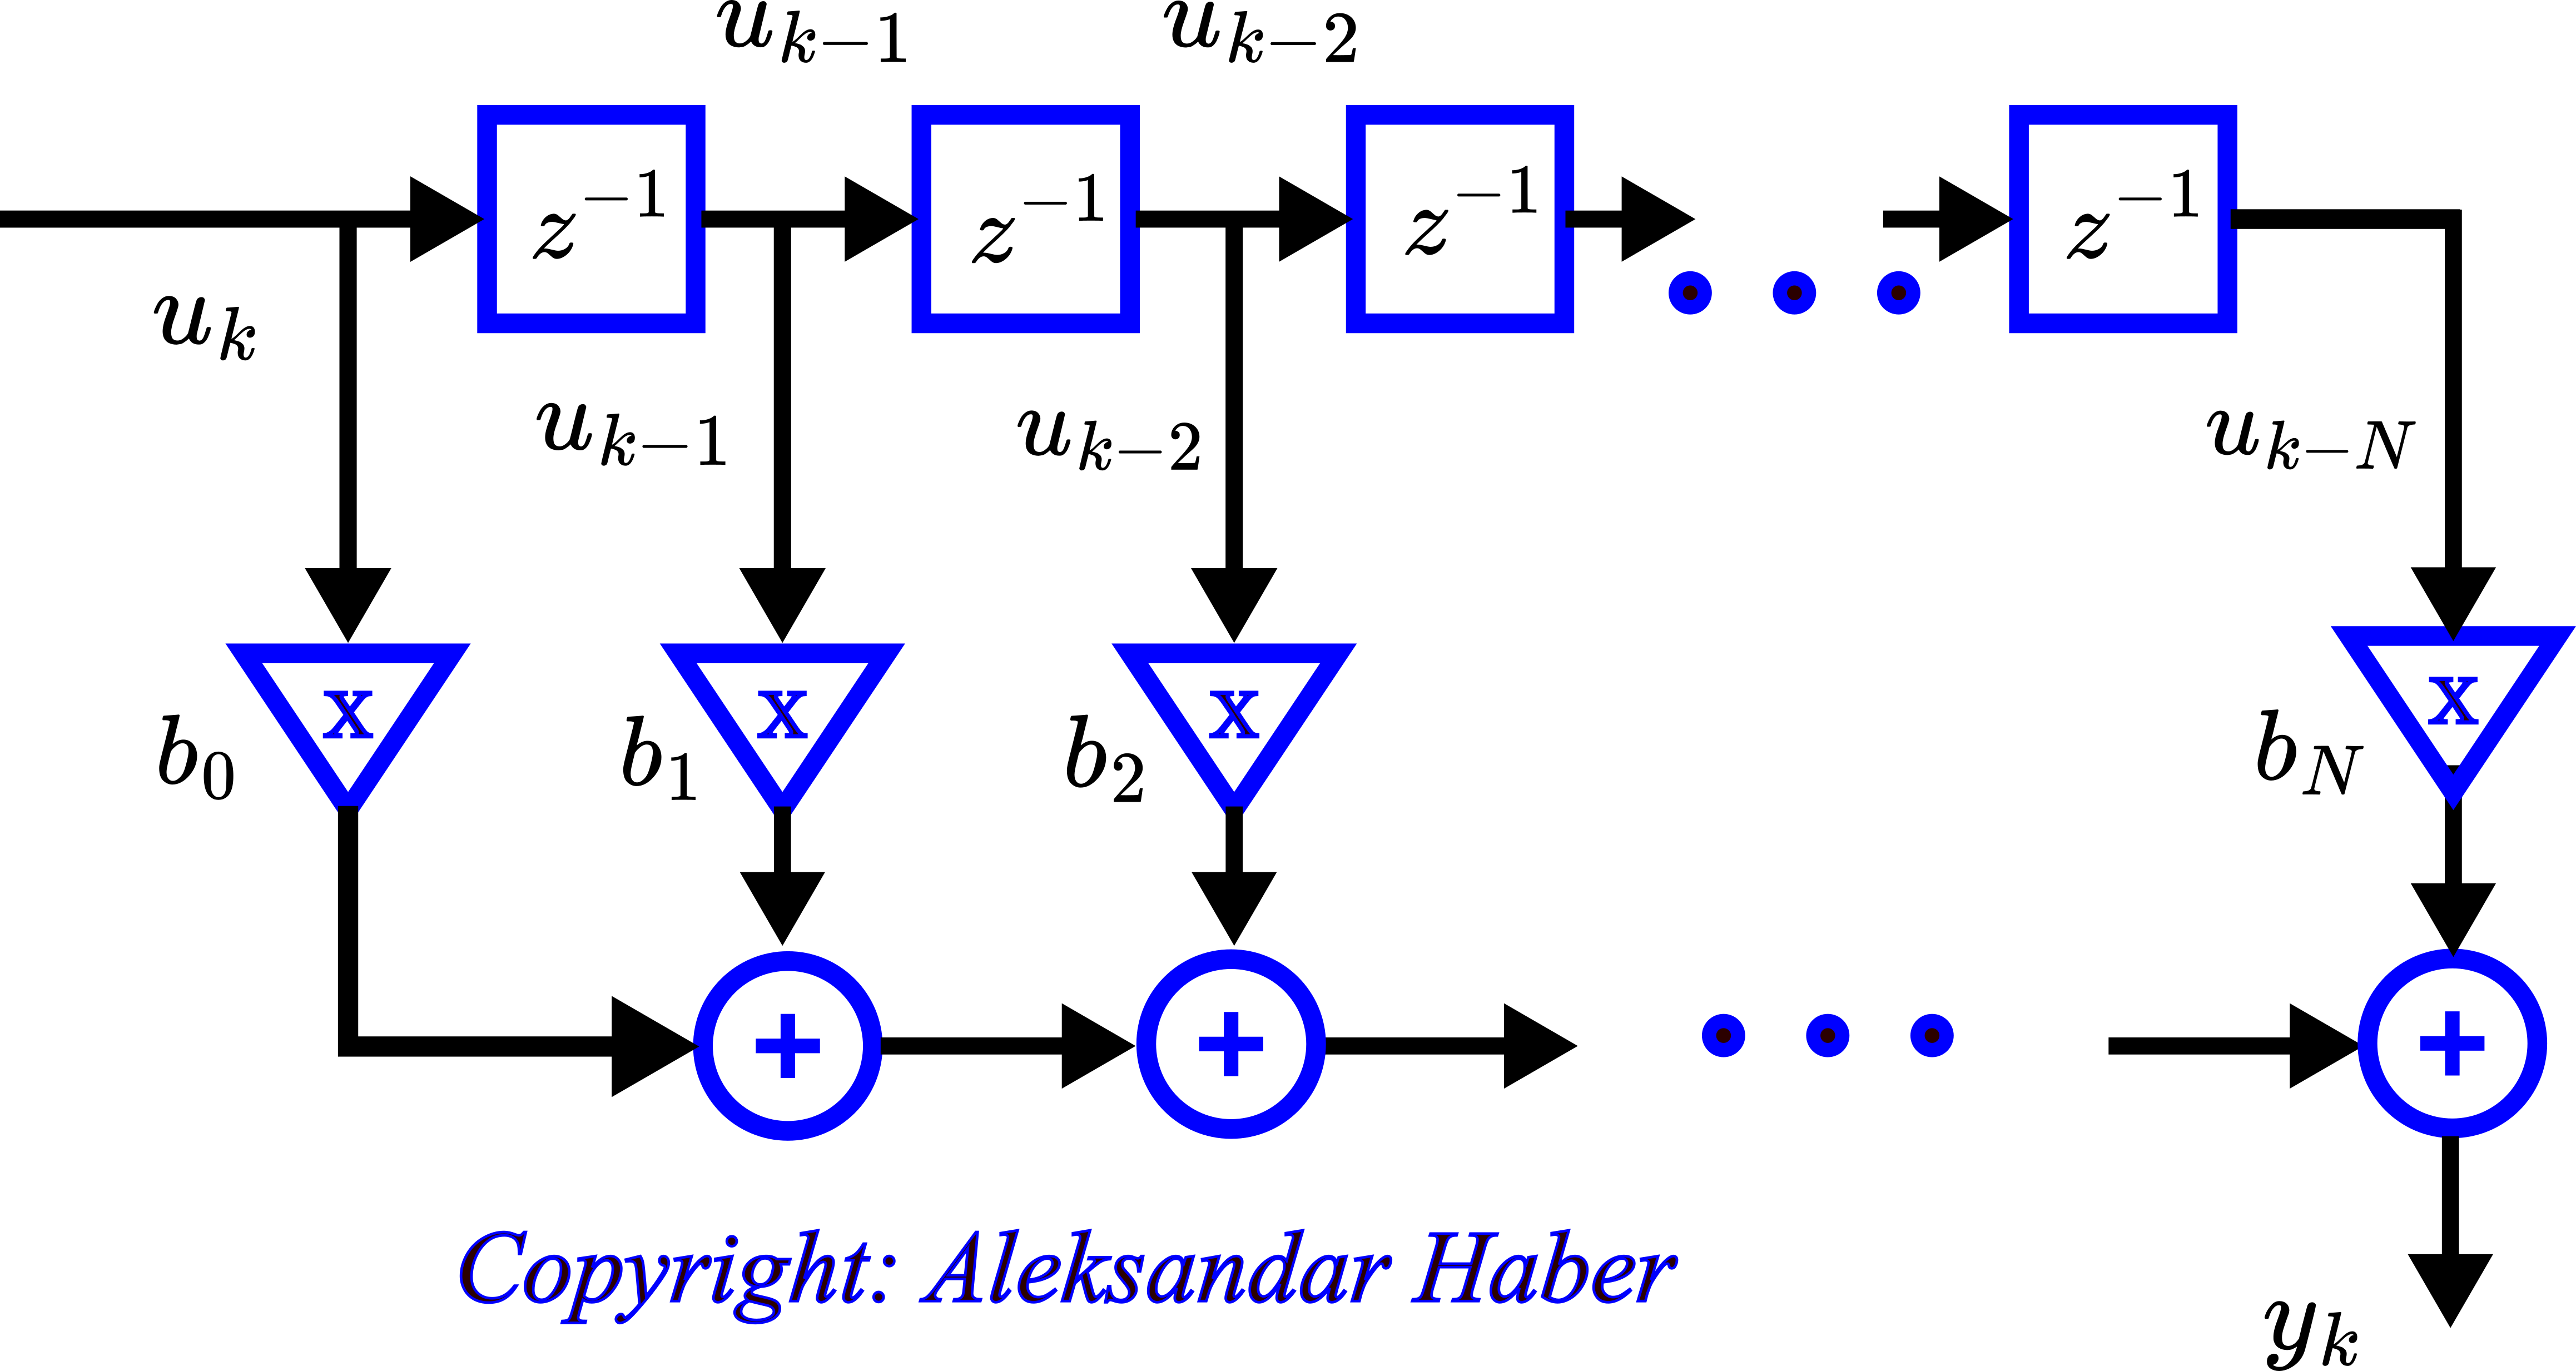 u_{k-1} u_{k-2}
z^{-1} z^{-1} z^{-1} z^{-1}
u_k
u_{k-1} u_{k-2} u_{k-N}
x x x x
b_0 b_1 b_2 b_N
+ + +
Copyright: Aleksandar Haber
y_k